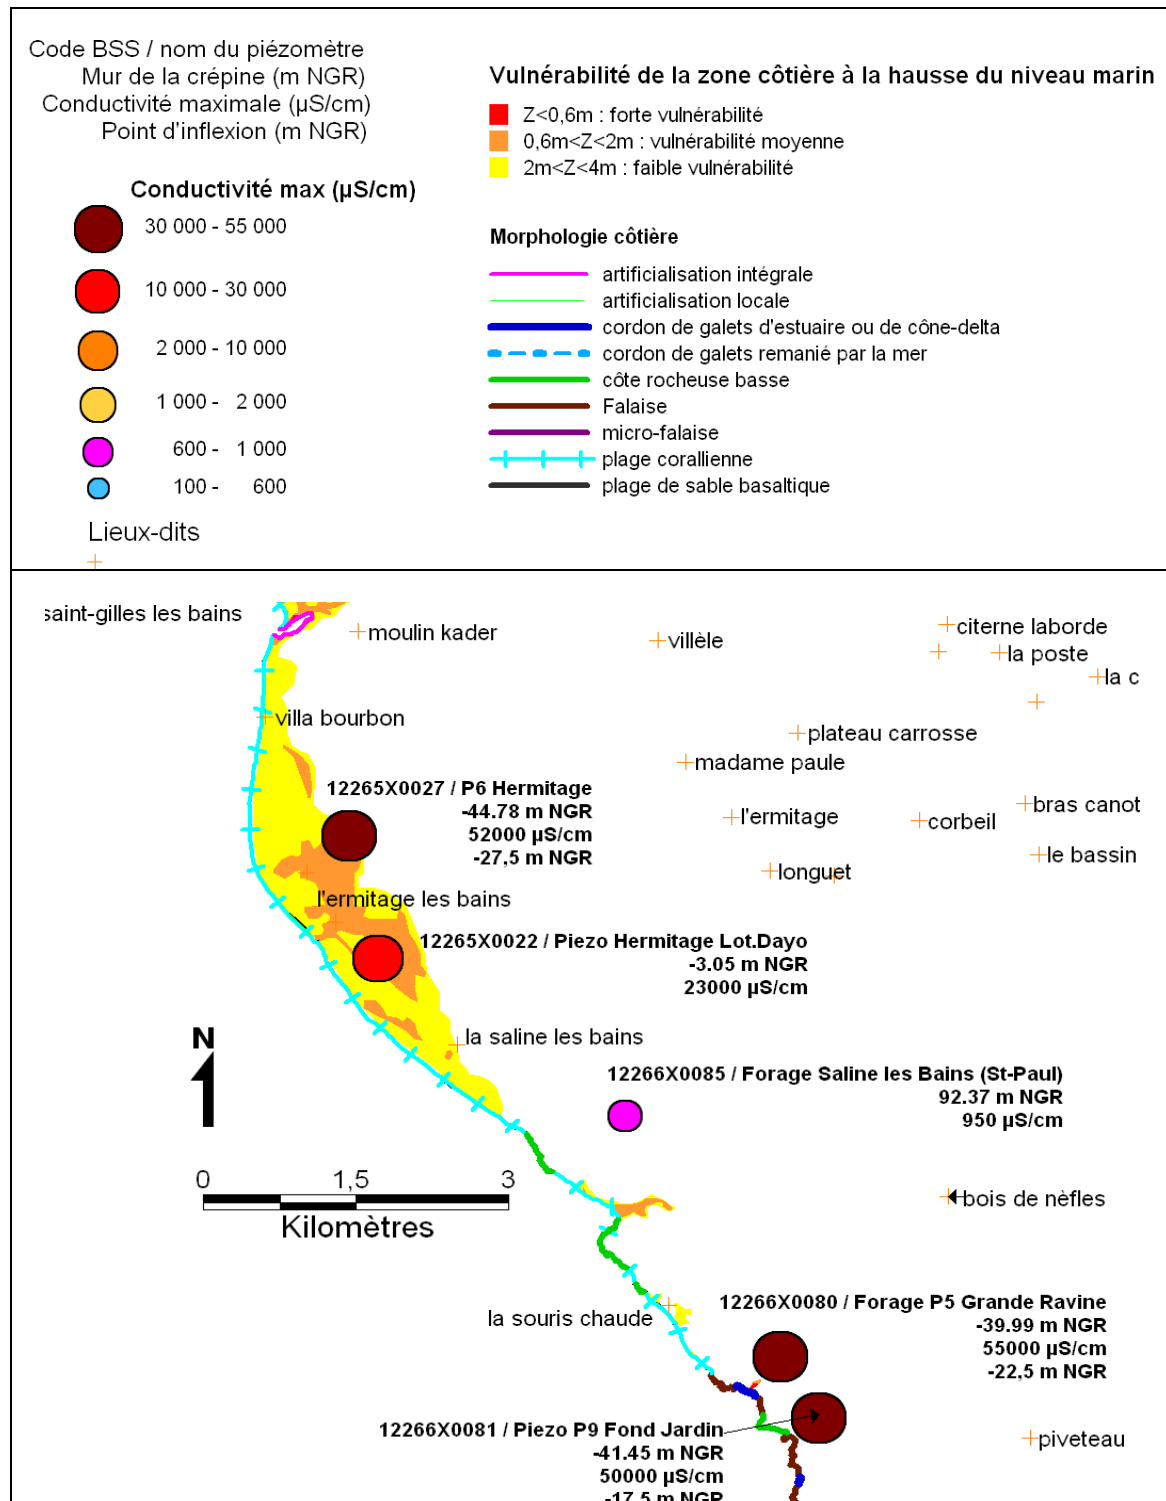 Code BSS / nom du piézomètre
Mur de la crépine (m NGR)
Conductivité maximale (µS/cm)
Point d'inflexion (m NGR)
Conductivité max (µS/cm)
30 000 - 55 000
10 000 - 30 000
2 000 - 10 000
1 000 - 2 000
600 - 1 000
100 - 600
Lieux-dits
Vulnérabilité de la zone côtière à la hausse du niveau marin
Z<0,6m : forte vulnérabilité
0,6m<Z<2m : vulnérabilité moyenne
2m<Z<4m : faible vulnérabilité
Morphologie côtière
artificialisation intégrale
artificialisation locale
cordon de galets d'estuaire ou de cône-delta
cordon de galets remanié par la mer
côte rocheuse basse
Falaise
micro-falaise
plage corallienne
plage de sable basaltique
saint-gilles les bains
moulin kader
villèle
citerne laborde
la poste
la c
villa bourbon
plateau carrosse
madame paule
12265X0027 / P6 Hermitage
-44.78 m NGR
52000 µS/cm
-27,5 m NGR
l'ermitage
corbeil
bras canot
le bassin
longuet
l'ermitage les bains
12265X0022 / Piezo Hermitage Lot.Dayo
-3.05 m NGR
23000 µS/cm
la saline les bains
N
12266X0085 / Forage Saline les Bains (St-Paul)
92.37 m NGR
950 µS/cm
0 1,5 3
Kilomètres
bois de nèfles
la souris chaude
12266X0080 / Forage P5 Grande Ravine
-39.99 m NGR
55000 µS/cm
-22,5 m NGR
12266X0081 / Piezo P9 Fond Jardin
-41.45 m NGR
50000 µS/cm
-17,5 m NGR
piveteau